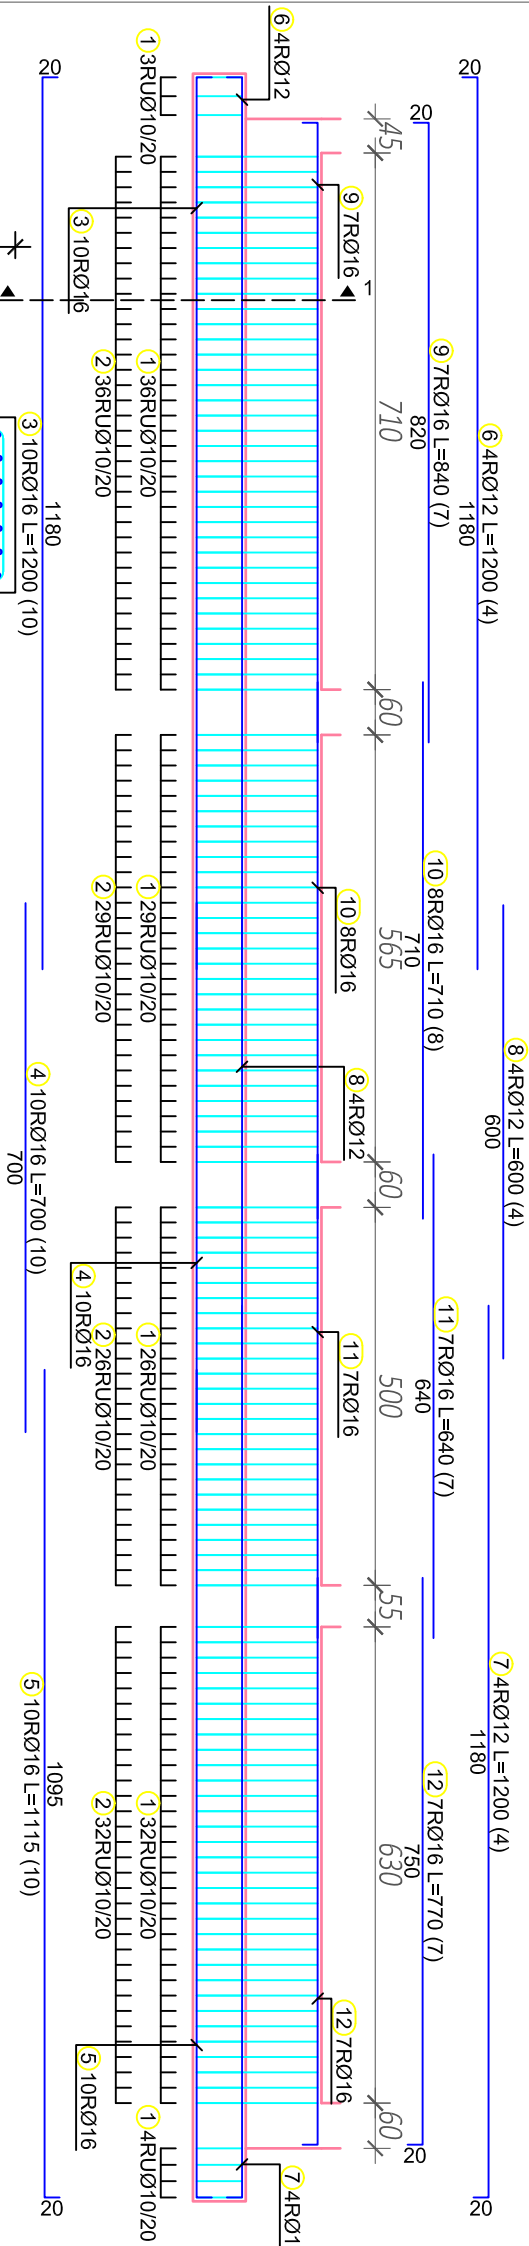 6 4RØ12 L=1200 (4)
20
1180
20
8 4RØ12 L=600 (4)
600
7 4RØ12 L=1200 (4)
1180
9 7RØ16 L=840 (7)
20
820
10 8RØ16 L=710 (8)
710
11 7RØ16 L=640 (7)
640
12 7RØ16 L=770 (7)
750
20
45
710
60
565
60
500
55
630
60
1
6 4RØ12
9 7RØ16
10 8RØ16
8 4RØ12
11 7RØ16
12 7RØ16
7 4RØ1
1 3RUØ10/20
1 36RUØ10/20
1 29RUØ10/20
1 26RUØ10/20
1 32RUØ10/20
1 4RUØ10/20
2 36RUØ10/20
2 29RUØ10/20
2 26RUØ10/20
2 32RUØ10/20
3 10RØ16
4 10RØ16
5 10RØ16
20
1180
3 10RØ16 L=1200 (10)
4 10RØ16 L=700 (10)
700
1095
5 10RØ16 L=1115 (10)
20